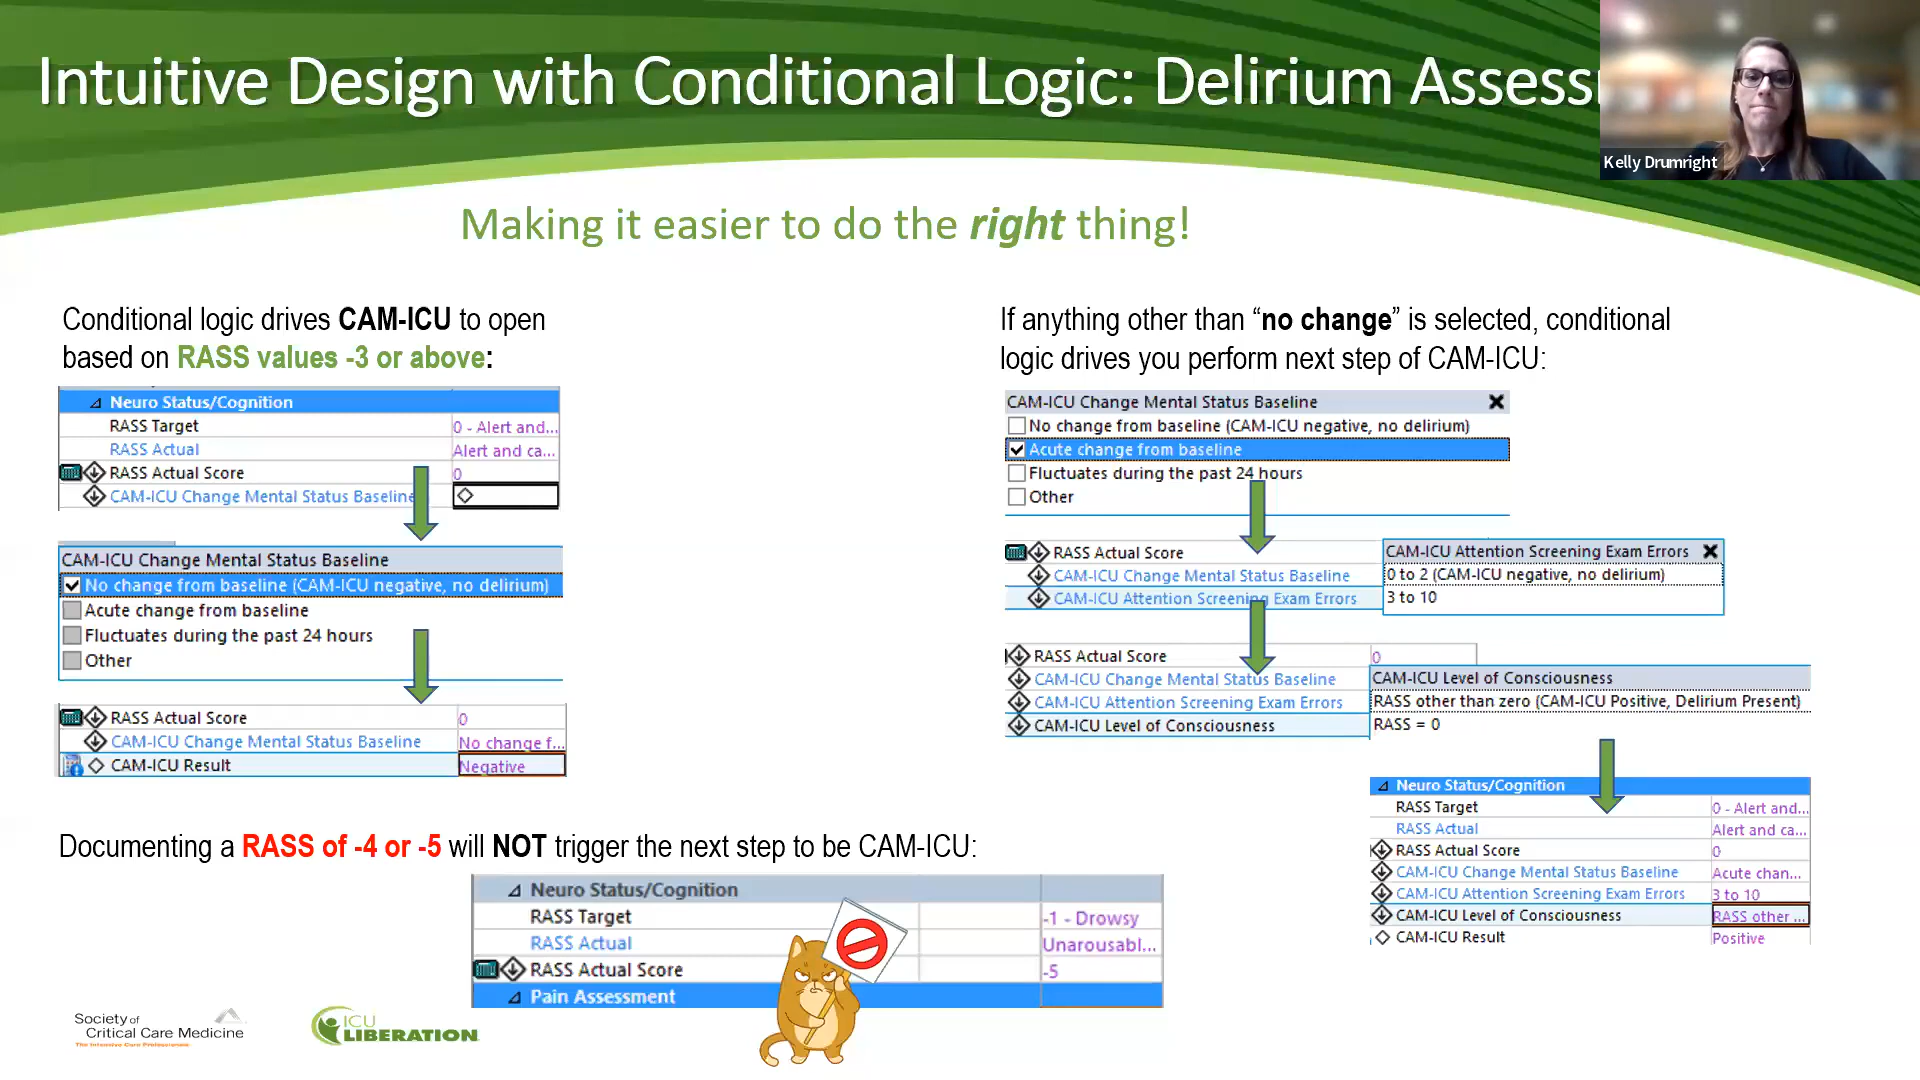 Intuitive Design with Conditional Logic: Delirium Assess
Kelly Drumright
Making it easier to do the right thing!
Conditional logic drives CAM-ICU to open
based on RASS values -3 or above:
Neuro Status/Cognition
RASS Target 0 - Alert and...
RASS Actual Alert and ca...
RASS Actual Score 0
CAM-ICU Change Mental Status Baseline
CAM-ICU Change Mental Status Baseline
No change from baseline (CAM-ICU negative, no delirium)
Acute change from baseline
Fluctuates during the past 24 hours
Other
RASS Actual Score 0
CAM-ICU Change Mental Status Baseline No change f...
CAM-ICU Result Negative
If anything other than “no change” is selected, conditional
logic drives you perform next step of CAM-ICU:
CAM-ICU Change Mental Status Baseline
No change from baseline (CAM-ICU negative, no delirium)
Acute change from baseline
Fluctuates during the past 24 hours
Other
RASS Actual Score
CAM-ICU Change Mental Status Baseline
CAM-ICU Attention Screening Exam Errors
CAM-ICU Attention Screening Exam Errors
0 to 2 (CAM-ICU negative, no delirium)
3 to 10
RASS Actual Score 0
CAM-ICU Change Mental Status Baseline
CAM-ICU Attention Screening Exam Errors
CAM-ICU Level of Consciousness
CAM-ICU Level of Consciousness
RASS other than zero (CAM-ICU Positive, Delirium Present)
RASS = 0
Neuro Status/Cognition
RASS Target 0 - Alert and...
RASS Actual Alert and ca...
RASS Actual Score 0
CAM-ICU Change Mental Status Baseline Acute chan...
CAM-ICU Attention Screening Exam Errors 3 to 10
CAM-ICU Level of Consciousness RASS other ...
CAM-ICU Result Positive
Documenting a RASS of -4 or -5 will NOT trigger the next step to be CAM-ICU:
Neuro Status/Cognition
RASS Target -1 - Drowsy
RASS Actual Unarousabl...
RASS Actual Score -5
Pain Assessment
Society of
Critical Care Medicine
The Intensive Care Professionals
ICU
LIBERATION